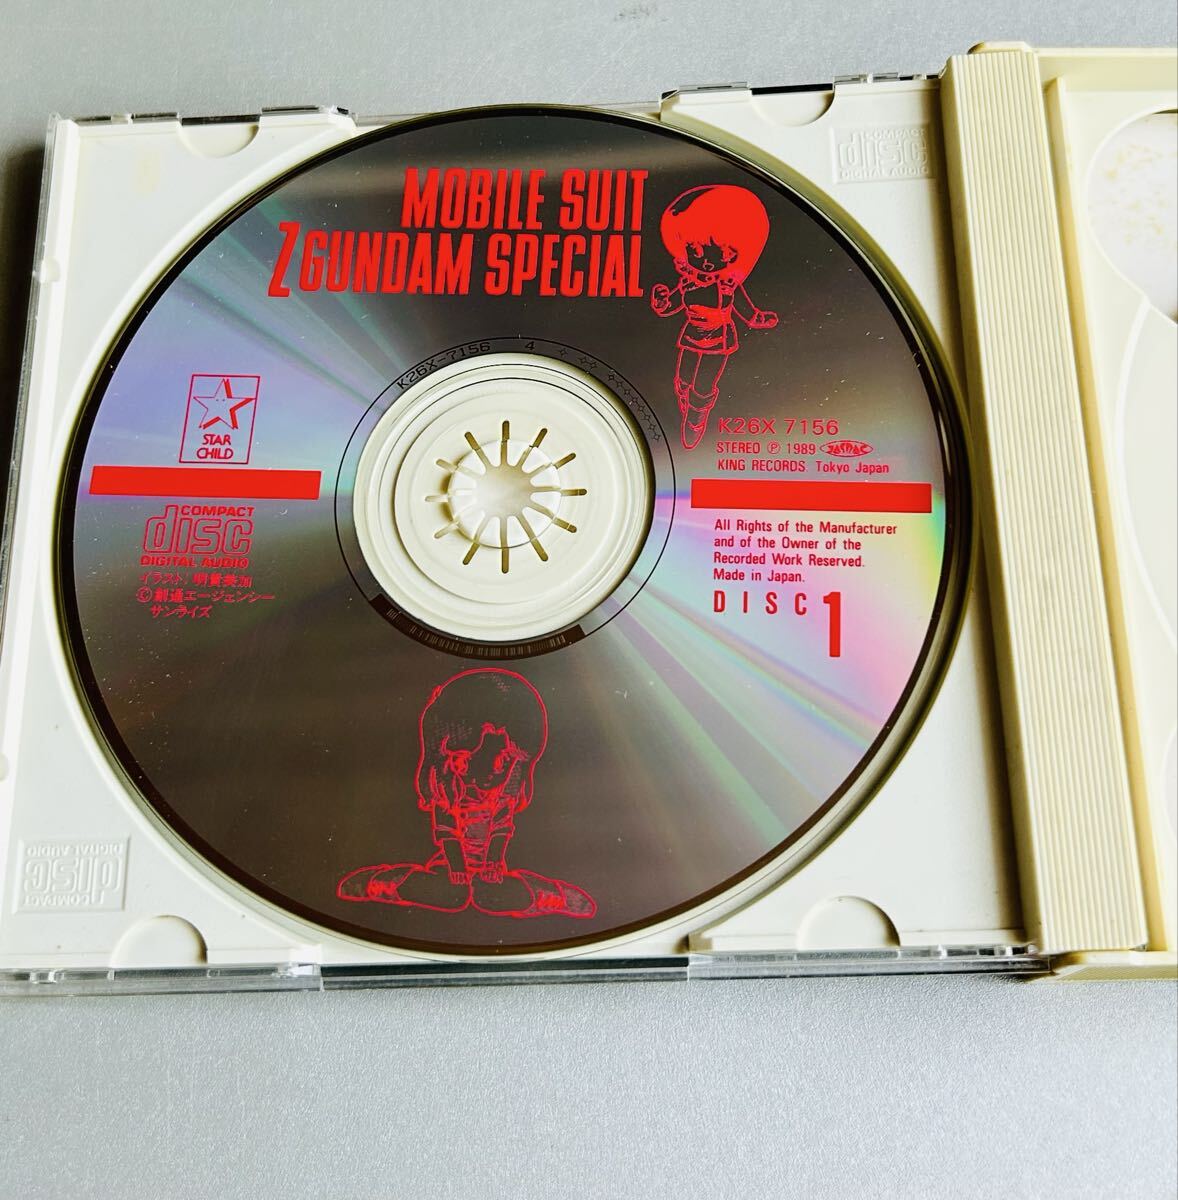 MOBILE SUIT
Z GUNDAM SPECIAL
K26X-7156 4
STAR
CHILD
K26X 7156
STEREO Ⓟ 1989 JASRAC
KING RECORDS. Tokyo Japan
COMPACT
disc
DIGITAL AUDIO
イラスト/明貴美加
©創通エージェンシー
サンライズ
All Rights of the Manufacturer
and of the Owner of the
Recorded Work Reserved.
Made in Japan.
DISC 1
COMPACT
disc
DIGITAL AUDIO
COMPACT
disc
DIGITAL AUDIO